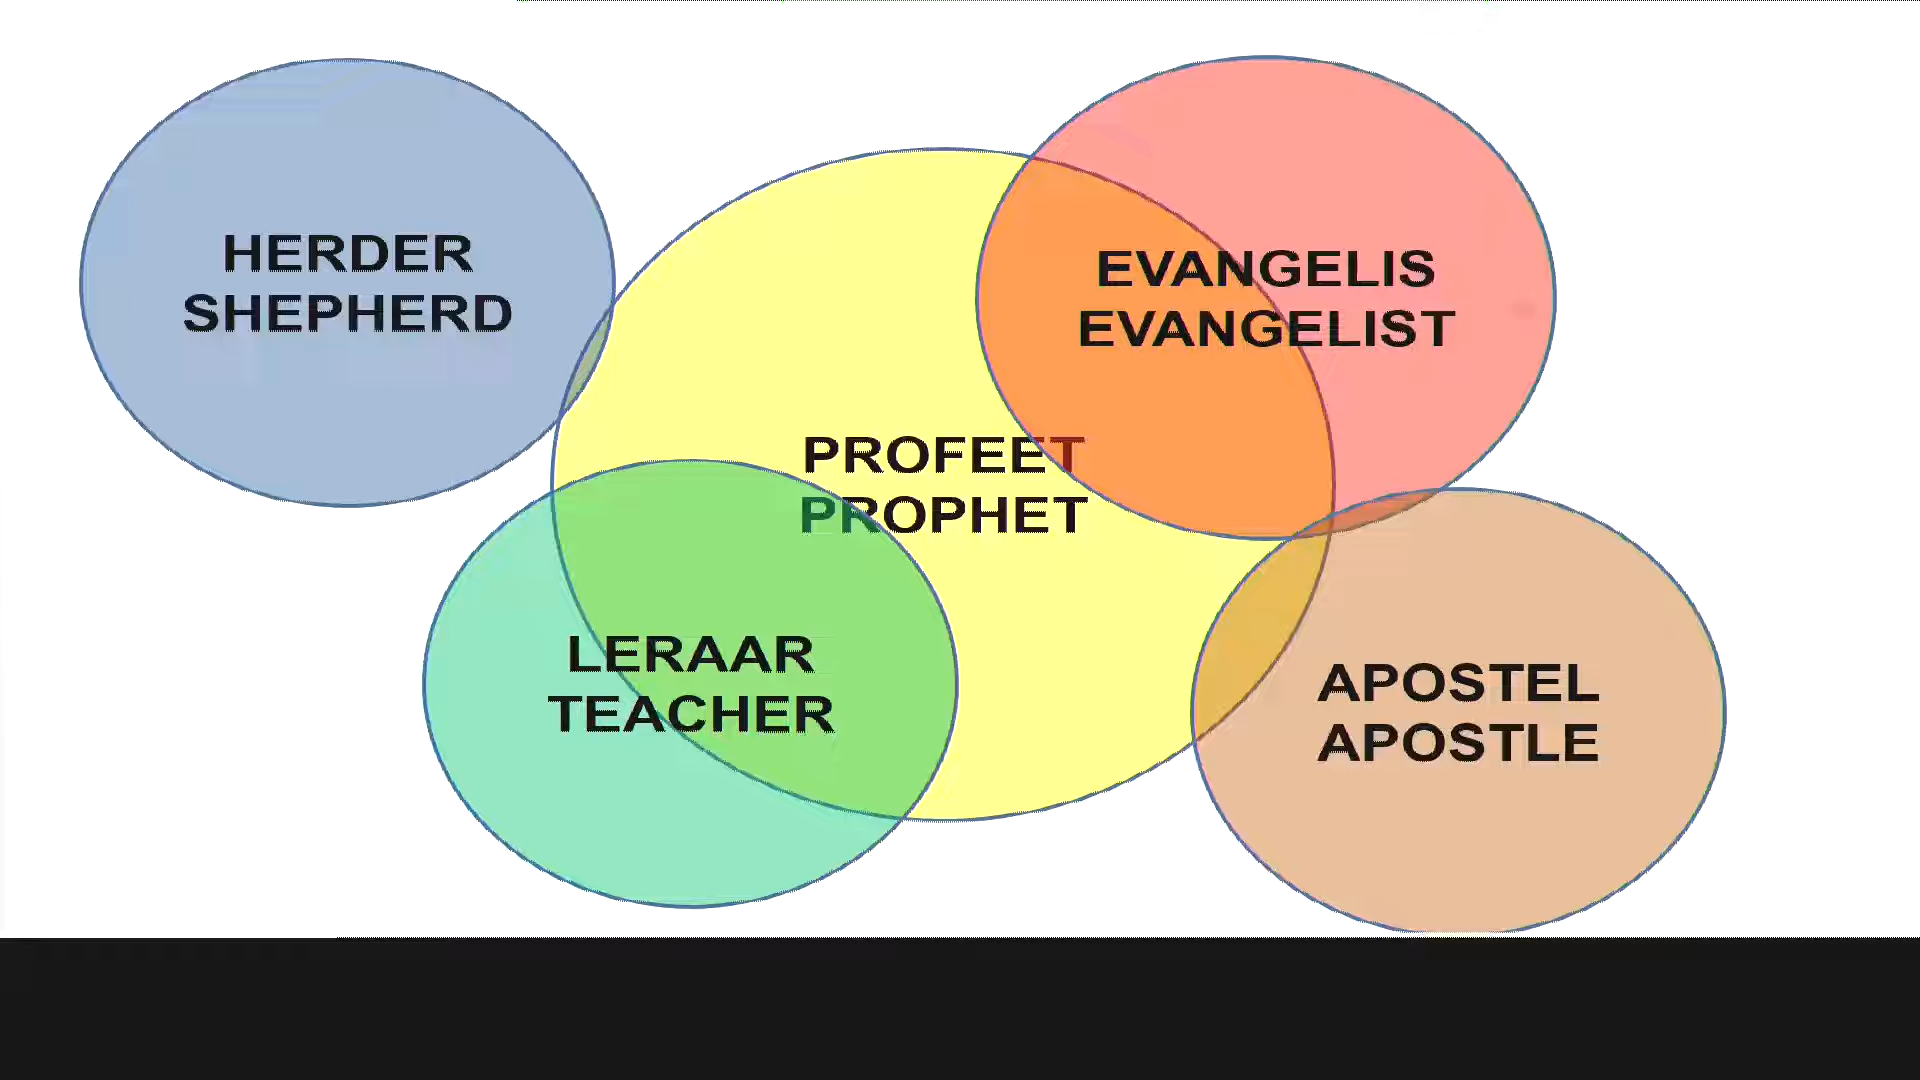 HERDER
SHEPHERD
EVANGELIS
EVANGELIST
PROFEET
PROPHET
LERAAR
TEACHER
APOSTEL
APOSTLE